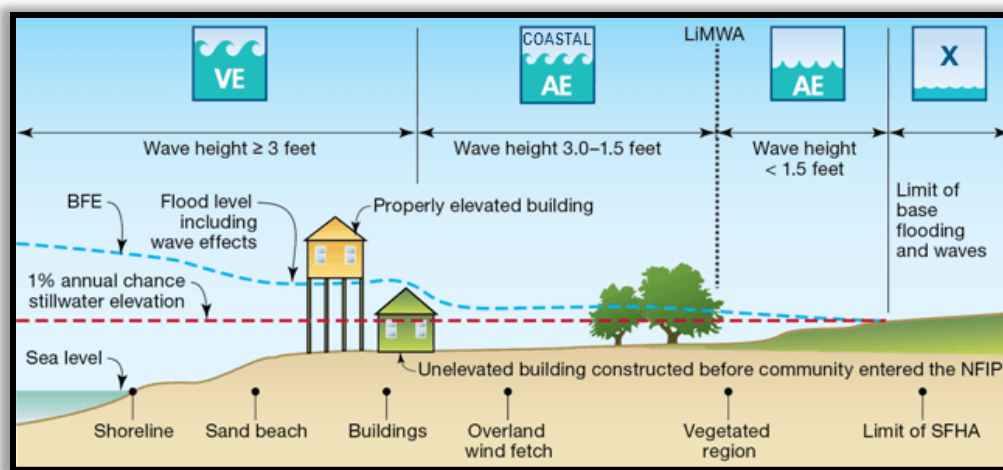 VE
COASTAL
AE
LiMWA
AE
X
Wave height ≥ 3 feet
Wave height 3.0–1.5 feet
Wave height
< 1.5 feet
Limit of
base
flooding
and waves
BFE
Flood level
including
wave effects
Properly elevated building
1% annual chance
stillwater elevation
Sea level
Unelevated building constructed before community entered the NFIP
Shoreline
Sand beach
Buildings
Overland
wind fetch
Vegetated
region
Limit of SFHA